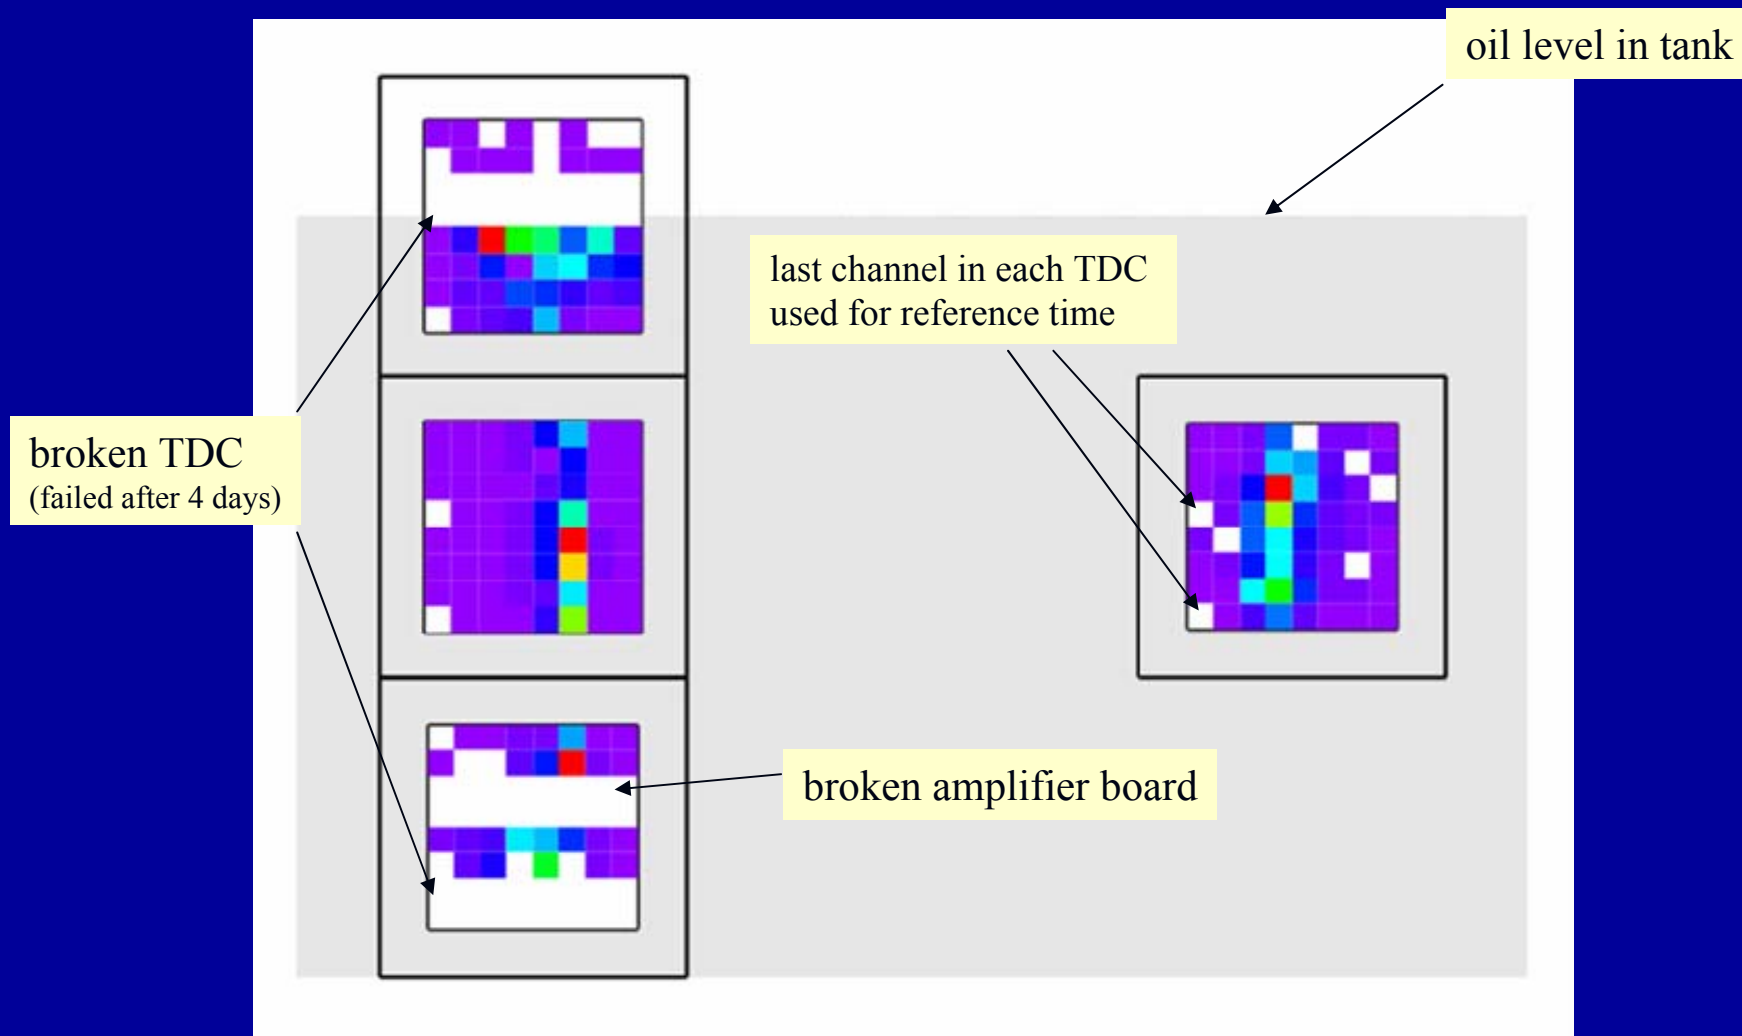 oil level in tank
last channel in each TDC
used for reference time
broken TDC
(failed after 4 days)
broken amplifier board